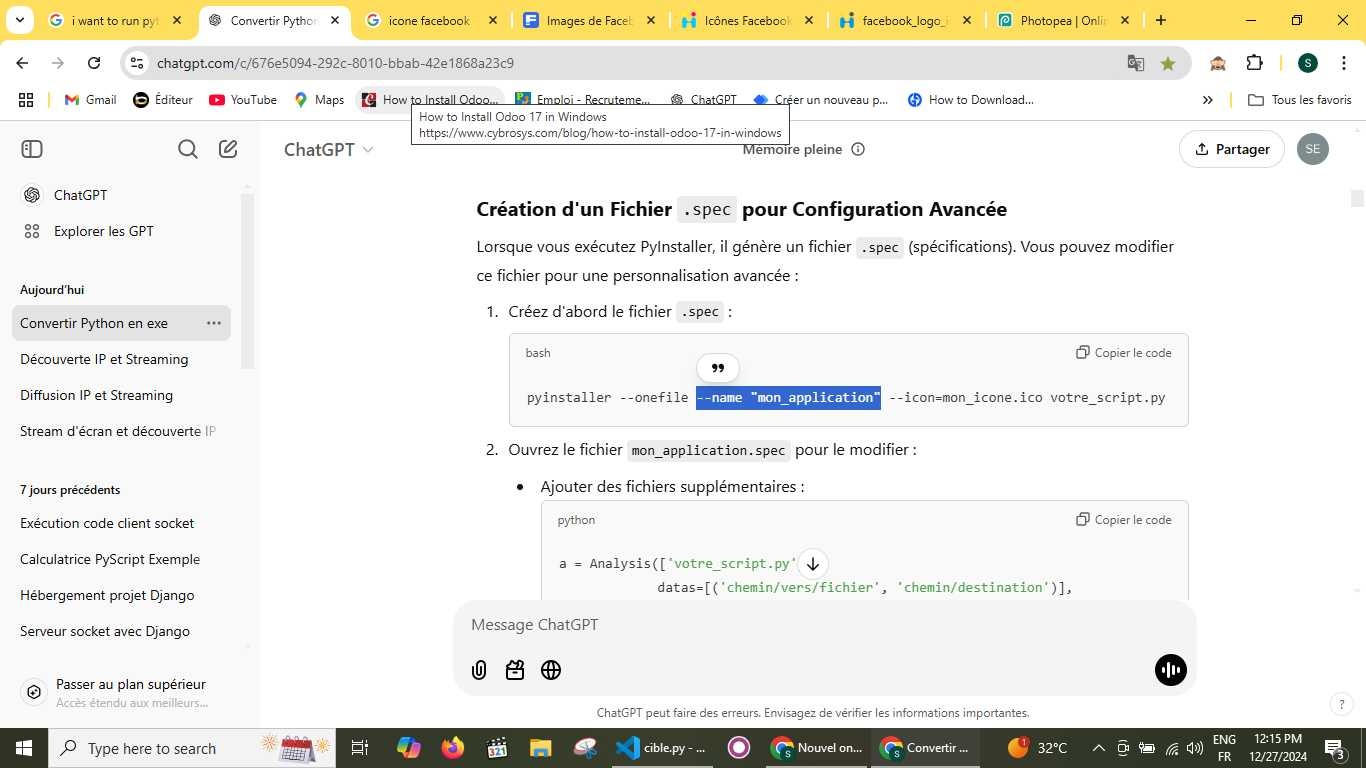 i want to run pyt
Convertir Python
icone facebook
Images de Faceb
Icônes Facebook
facebook_logo_i
Photopea | Onli
chatgpt.com/c/676e5094-292c-8010-bbab-42e1868a23c9
Gmail
Éditeur
YouTube
Maps
How to Install Odoo...
Emploi - Recruteme...
ChatGPT
Créer un nouveau p...
How to Download...
Tous les favoris
How to Install Odoo 17 in Windows
https://www.cybrosys.com/blog/how-to-install-odoo-17-in-windows
ChatGPT
Mémoire pleine
Partager
SE
ChatGPT
Explorer les GPT
Aujourd'hui
Convertir Python en exe
Découverte IP et Streaming
Diffusion IP et Streaming
Stream d'écran et découverte IP
7 jours précédents
Exécution code client socket
Calculatrice PyScript Exemple
Hébergement projet Django
Serveur socket avec Django
Passer au plan supérieur
Accès étendu aux meilleurs...
Création d'un Fichier .spec pour Configuration Avancée
Lorsque vous exécutez PyInstaller, il génère un fichier .spec (spécifications). Vous pouvez modifier
ce fichier pour une personnalisation avancée :
1. Créez d'abord le fichier .spec :
bash
Copier le code
pyinstaller --onefile --name "mon_application" --icon=mon_icone.ico votre_script.py
2. Ouvrez le fichier mon_application.spec pour le modifier :
• Ajouter des fichiers supplémentaires :
python
Copier le code
a = Analysis(['votre_script.py'
datas=[('chemin/vers/fichier', 'chemin/destination')],
Message ChatGPT
ChatGPT peut faire des erreurs. Envisagez de vérifier les informations importantes.
?
Type here to search
cible.py - ...
Nouvel on...
Convertir ...
32°C
ENG
FR
12:15 PM
12/27/2024
3